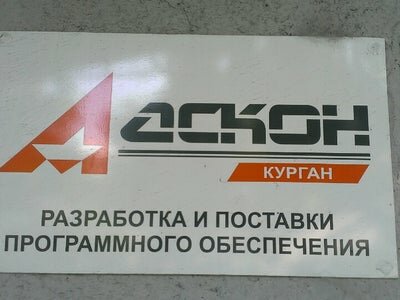 АСКОН
КУРГАН
РАЗРАБОТКА И ПОСТАВКИ
ПРОГРАММНОГО ОБЕСПЕЧЕНИЯ